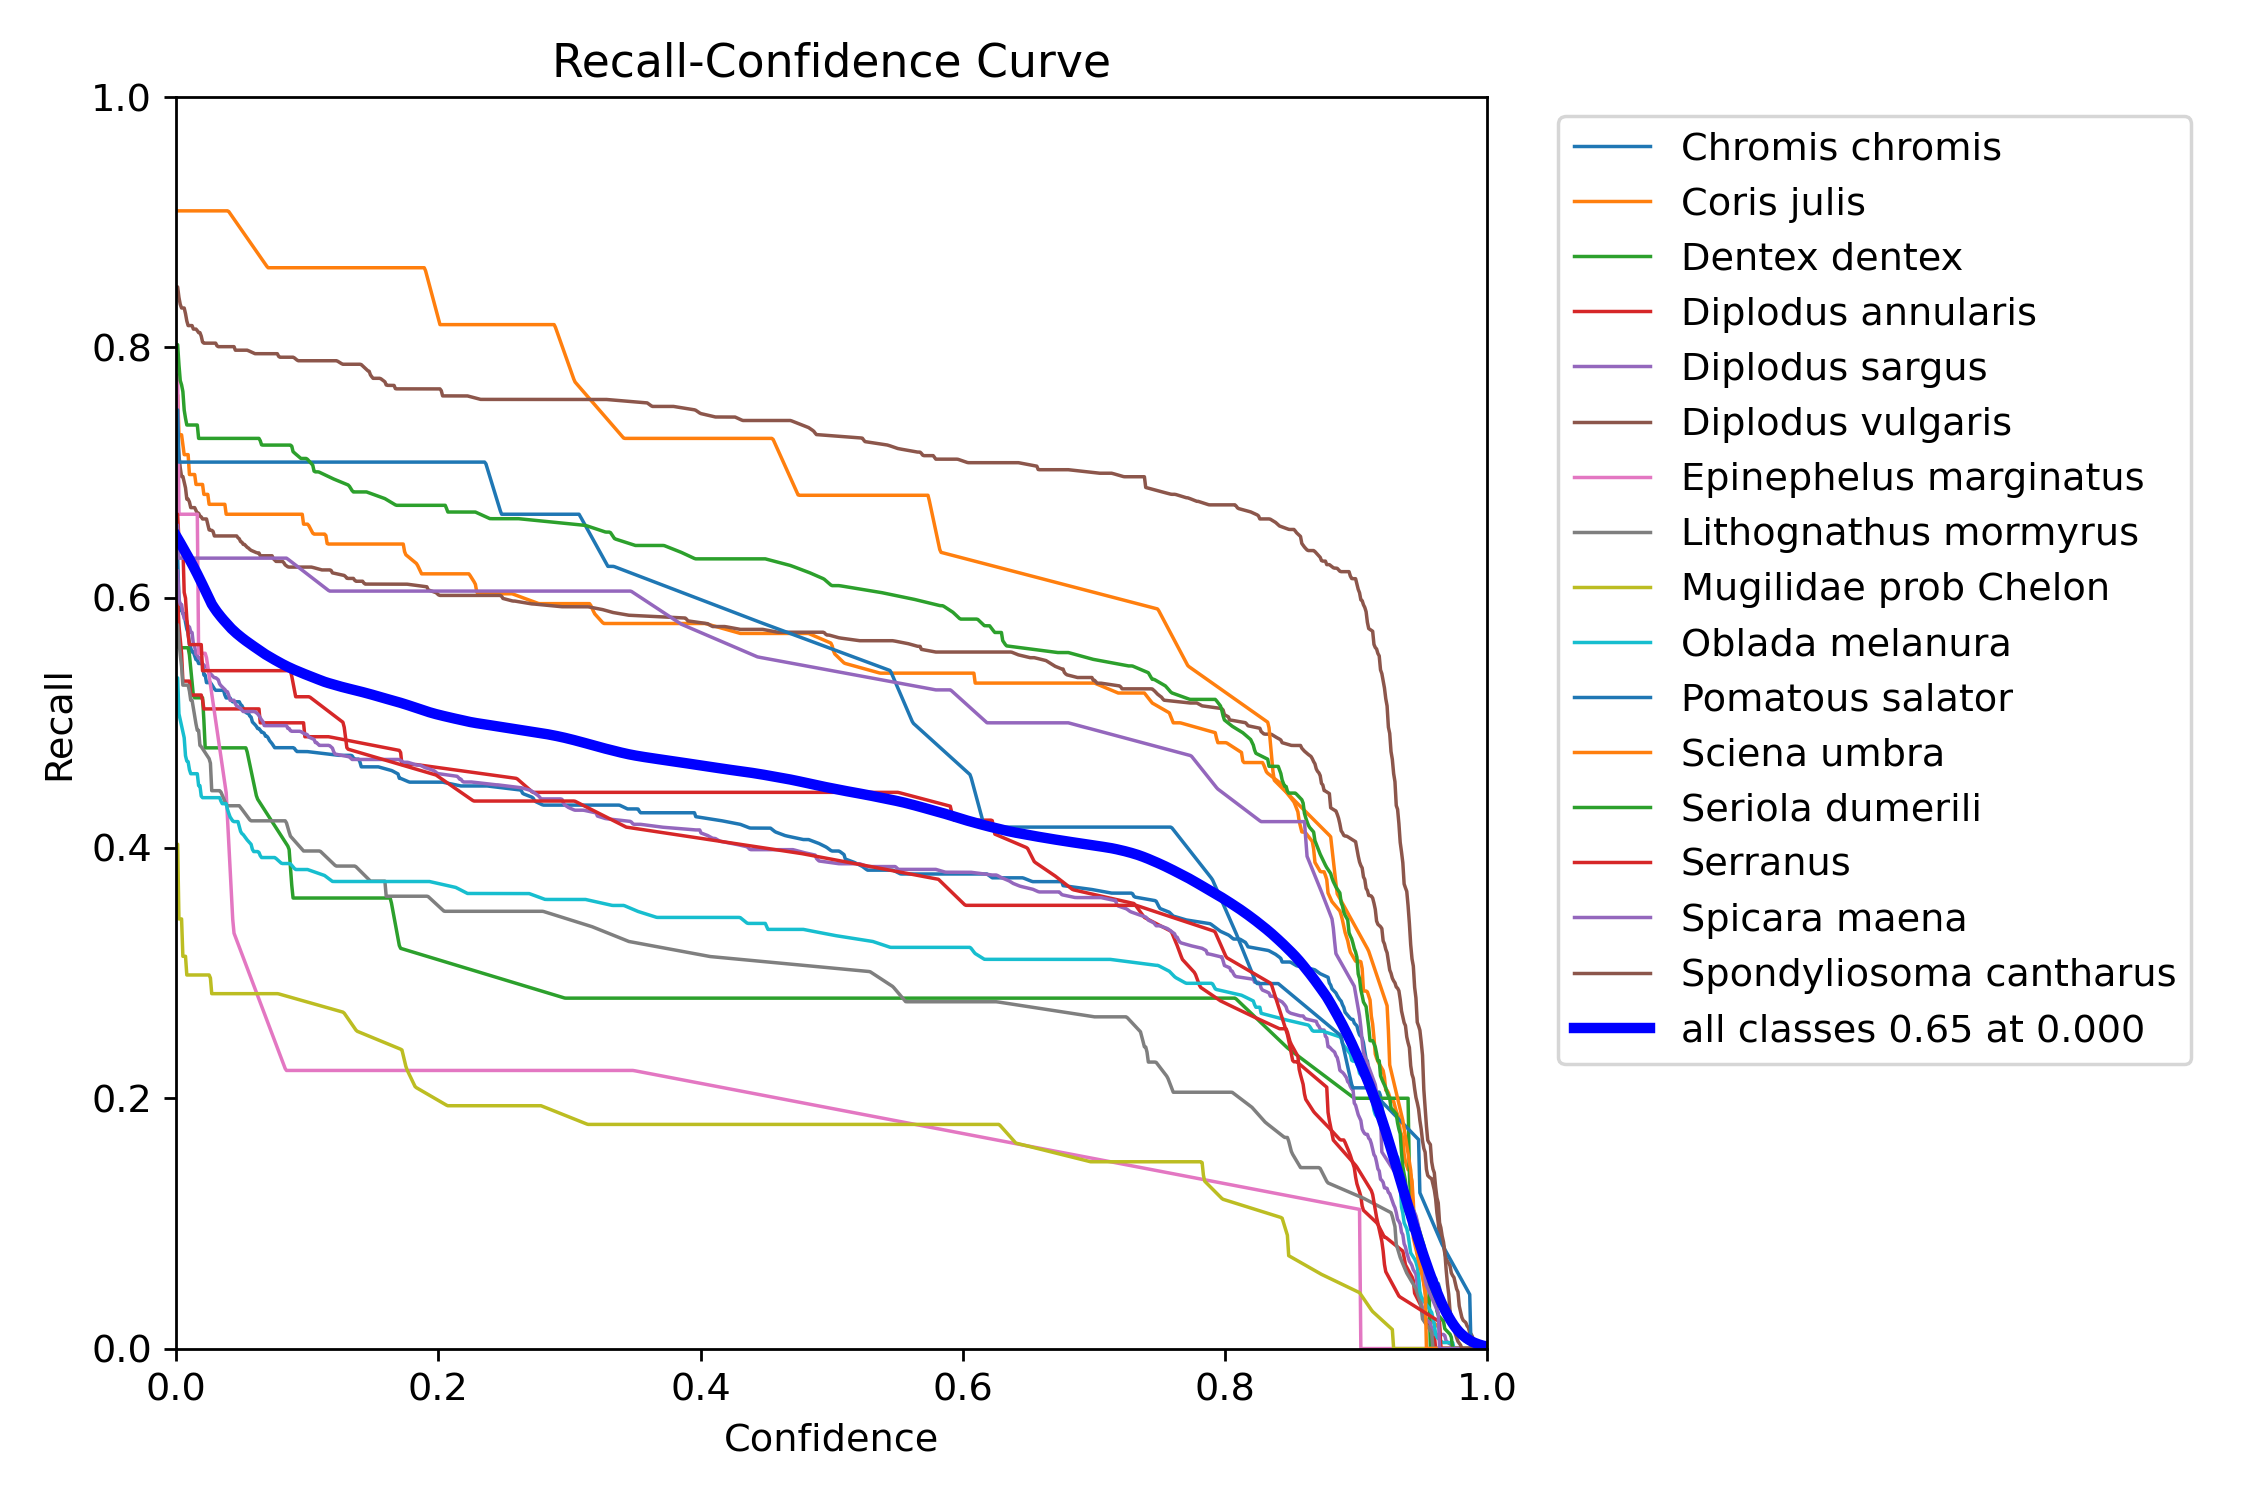 Recall-Confidence Curve
1.0
0.8
0.6
0.4
0.2
0.0
Recall
0.0 0.2 0.4 0.6 0.8 1.0
Confidence
Chromis chromis
Coris julis
Dentex dentex
Diplodus annularis
Diplodus sargus
Diplodus vulgaris
Epinephelus marginatus
Lithognathus mormyrus
Mugilidae prob Chelon
Oblada melanura
Pomatous salator
Sciena umbra
Seriola dumerili
Serranus
Spicara maena
Spondyliosoma cantharus
all classes 0.65 at 0.000